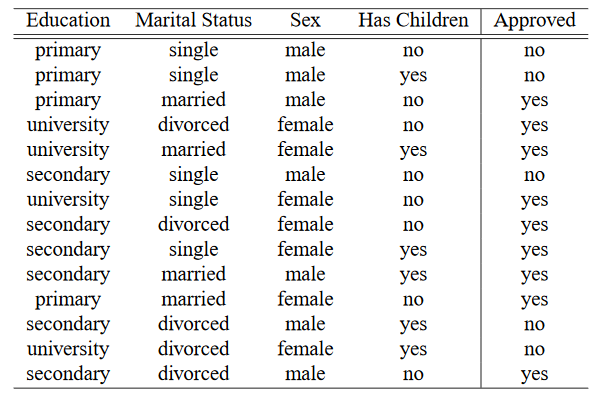 Education Marital Status Sex Has Children Approved
primary single male no no
primary single male yes no
primary married male no yes
university divorced female no yes
university married female yes yes
secondary single male no no
university single female no yes
secondary divorced female no yes
secondary single female yes yes
secondary married male yes yes
primary married female no yes
secondary divorced male yes no
university divorced female yes no
secondary divorced male no yes